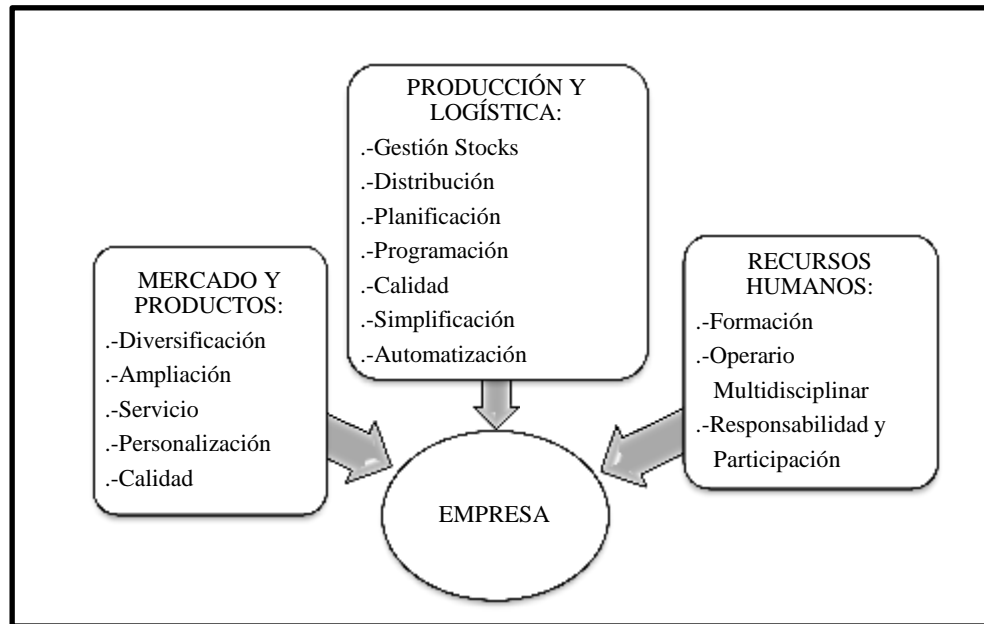 PRODUCCIÓN Y
LOGÍSTICA:
.-Gestión Stocks
.-Distribución
.-Planificación
.-Programación
.-Calidad
.-Simplificación
.-Automatización
MERCADO Y
PRODUCTOS:
.-Diversificación
.-Ampliación
.-Servicio
.-Personalización
.-Calidad
RECURSOS
HUMANOS:
.-Formación
.-Operario
Multidisciplinar
.-Responsabilidad y
Participación
EMPRESA